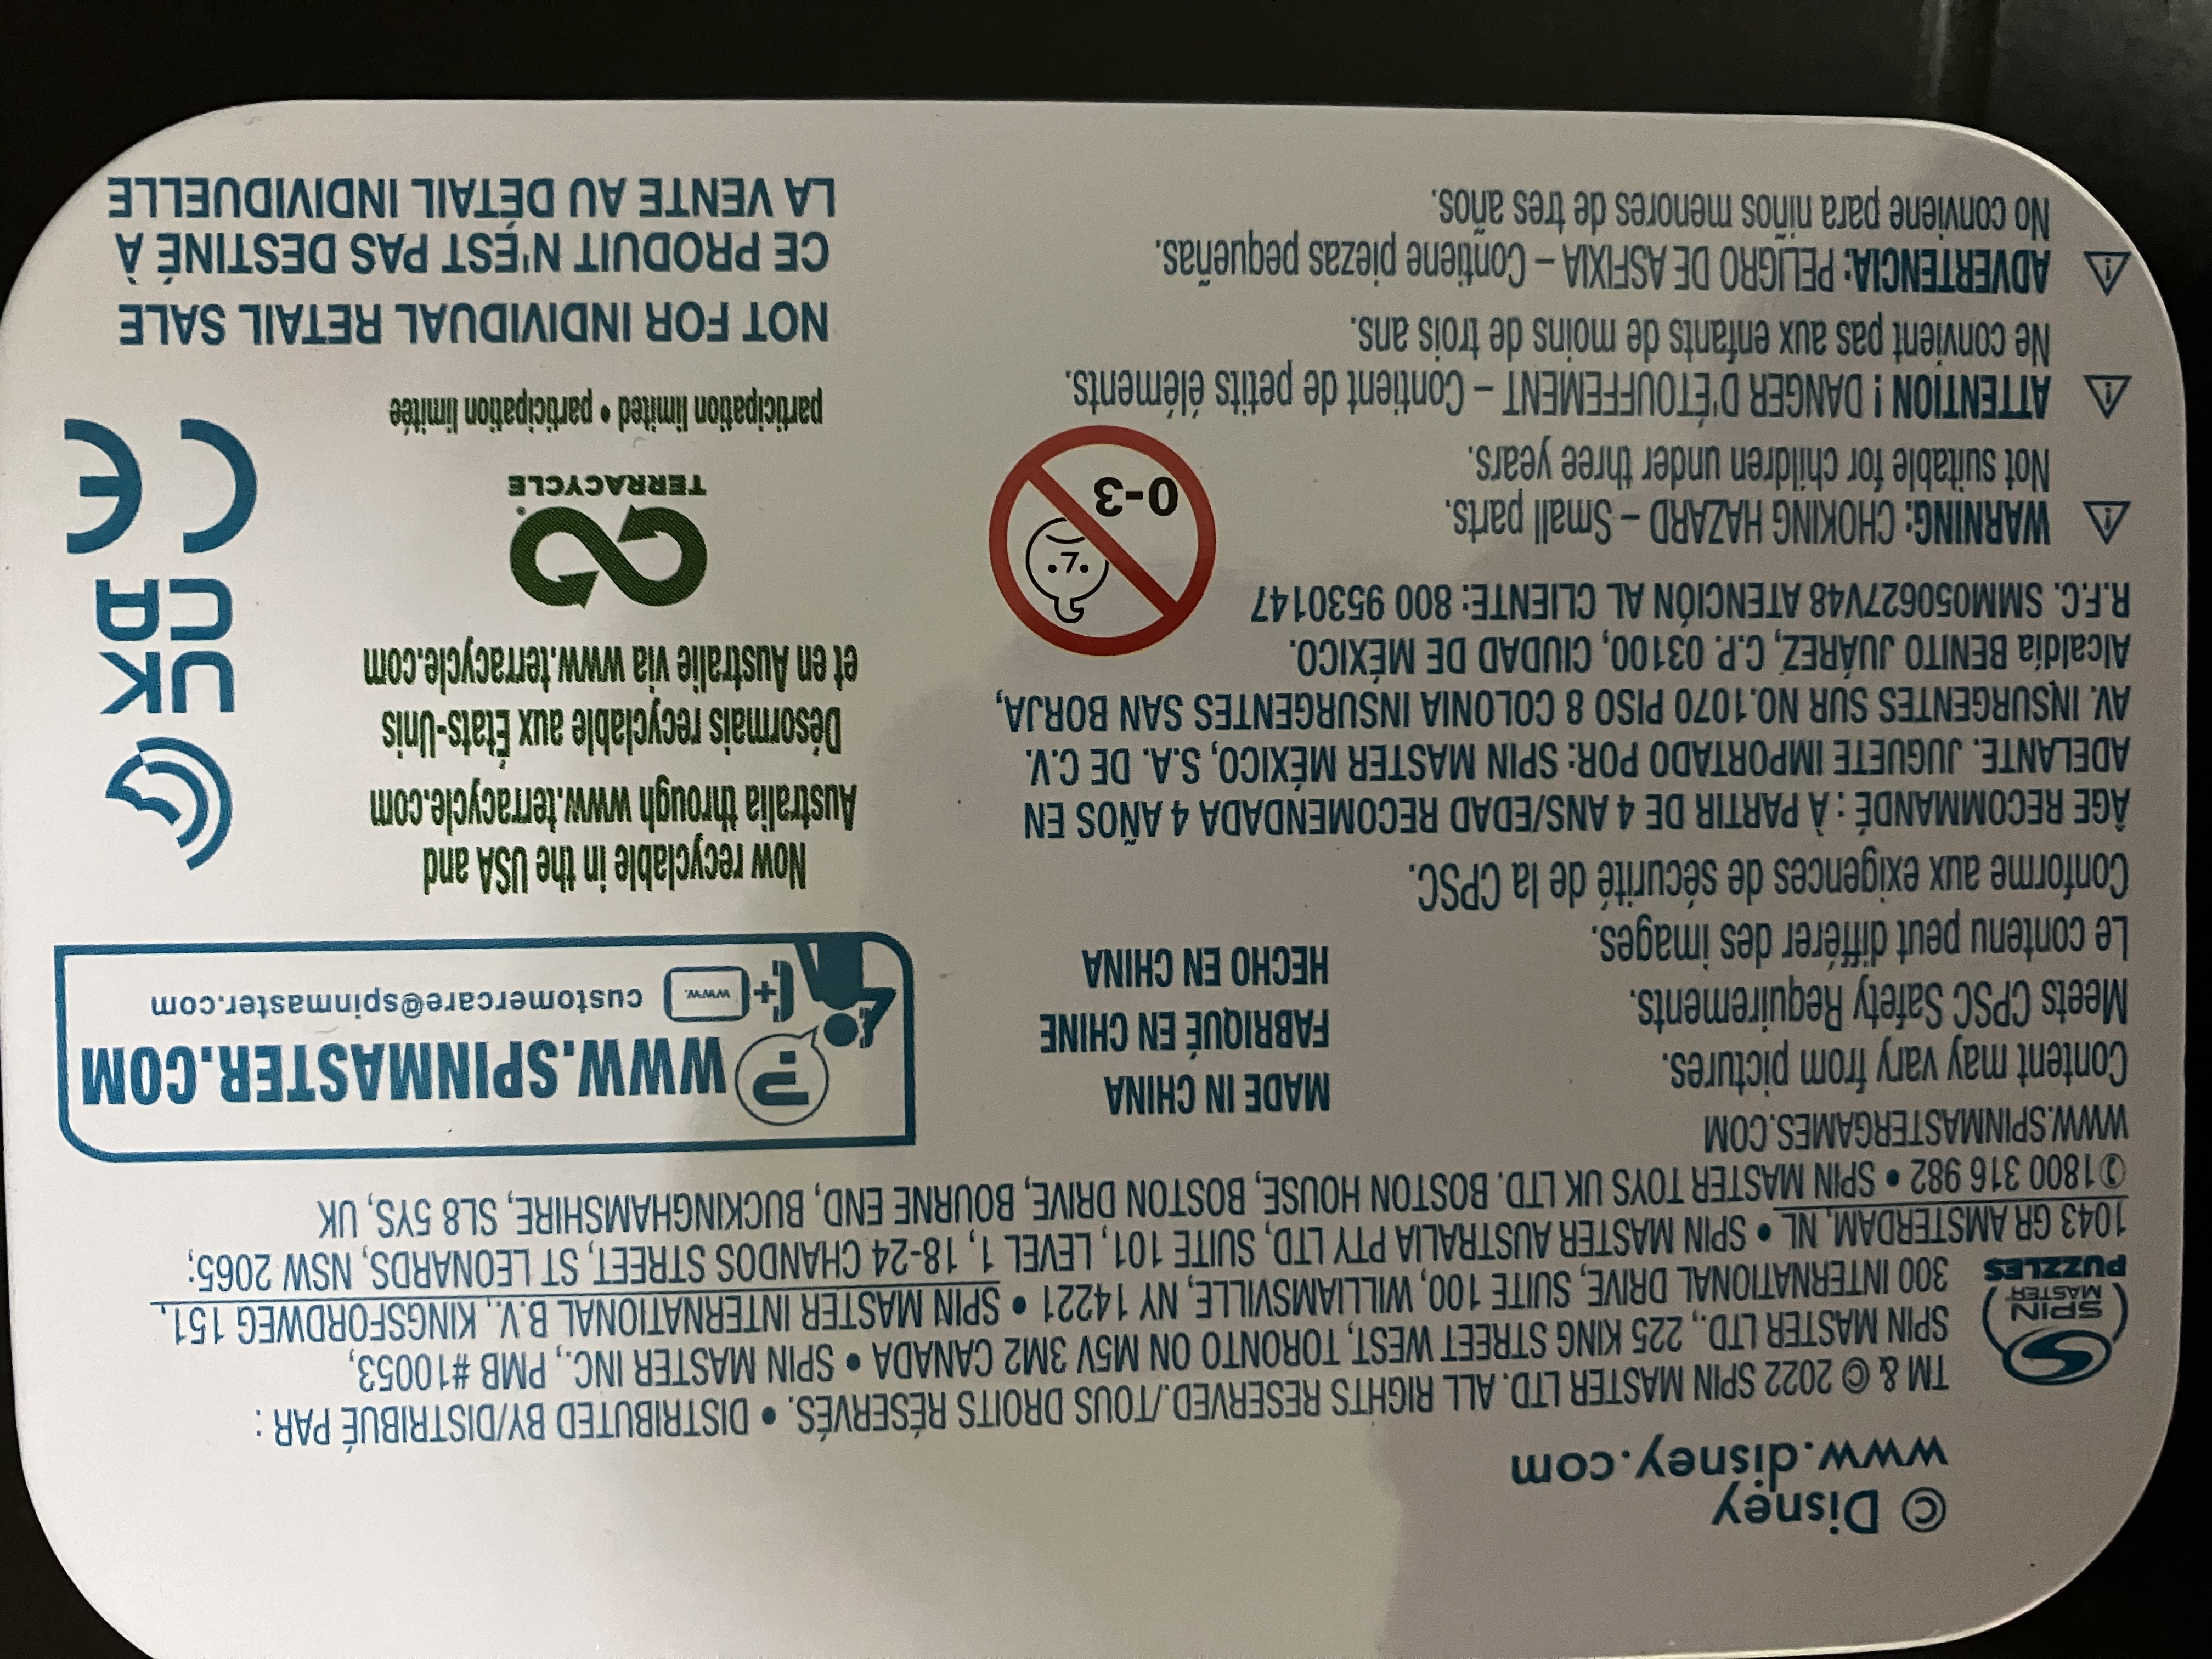 © Disney
www.disney.com
TM & © 2022 SPIN MASTER LTD. ALL RIGHTS RESERVED./TOUS DROITS RÉSERVÉS. • DISTRIBUTED BY/DISTRIBUÉ PAR :
SPIN MASTER LTD., 225 KING STREET WEST, TORONTO ON M5V 3M2 CANADA • SPIN MASTER INC., PMB #10053,
300 INTERNATIONAL DRIVE, SUITE 100, WILLIAMSVILLE, NY 14221 • SPIN MASTER INTERNATIONAL B.V., KINGSFORDWEG 151,
SPIN
MASTER
PUZZLES
1043 GR AMSTERDAM, NL • SPIN MASTER AUSTRALIA PTY LTD, SUITE 101, LEVEL 1, 18-24 CHANDOS STREET, ST LEONARDS, NSW 2065;
✆1800 316 982 • SPIN MASTER TOYS UK LTD. BOSTON HOUSE, BOSTON DRIVE, BOURNE END, BUCKINGHAMSHIRE, SL8 5YS, UK
WWW.SPINMASTERGAMES.COM
Content may vary from pictures.
Meets CPSC Safety Requirements.
Le contenu peut différer des images.
Conforme aux exigences de sécurité de la CPSC.
MADE IN CHINA
FABRIQUÉ EN CHINE
HECHO EN CHINA
ÂGE RECOMMANDÉ : À PARTIR DE 4 ANS/EDAD RECOMENDADA 4 AÑOS EN
ADELANTE. JUGUETE IMPORTADO POR: SPIN MASTER MÉXICO, S.A. DE C.V.
AV. INSURGENTES SUR NO.1070 PISO 8 COLONIA INSURGENTES SAN BORJA,
Alcaldía BENITO JUÁREZ, C.P. 03100, CIUDAD DE MÉXICO.
R.F.C. SMM050627V48 ATENCIÓN AL CLIENTE: 800 9530147
WARNING: CHOKING HAZARD – Small parts.
Not suitable for children under three years.
ATTENTION ! DANGER D'ÉTOUFFEMENT – Contient de petits éléments.
Ne convient pas aux enfants de moins de trois ans.
ADVERTENCIA: PELIGRO DE ASFIXIA – Contiene piezas pequeñas.
No conviene para niños menores de tres años.
0-3
WWW.SPINMASTER.COM
www.
customercare@spinmaster.com
Now recyclable in the USA and
Australia through www.terracycle.com
Désormais recyclable aux États-Unis
et en Australie via www.terracycle.com
TERRACYCLE
participation limited • participation limitée
UK
CA
CE
NOT FOR INDIVIDUAL RETAIL SALE
CE PRODUIT N'EST PAS DESTINÉ À
LA VENTE AU DÉTAIL INDIVIDUELLE